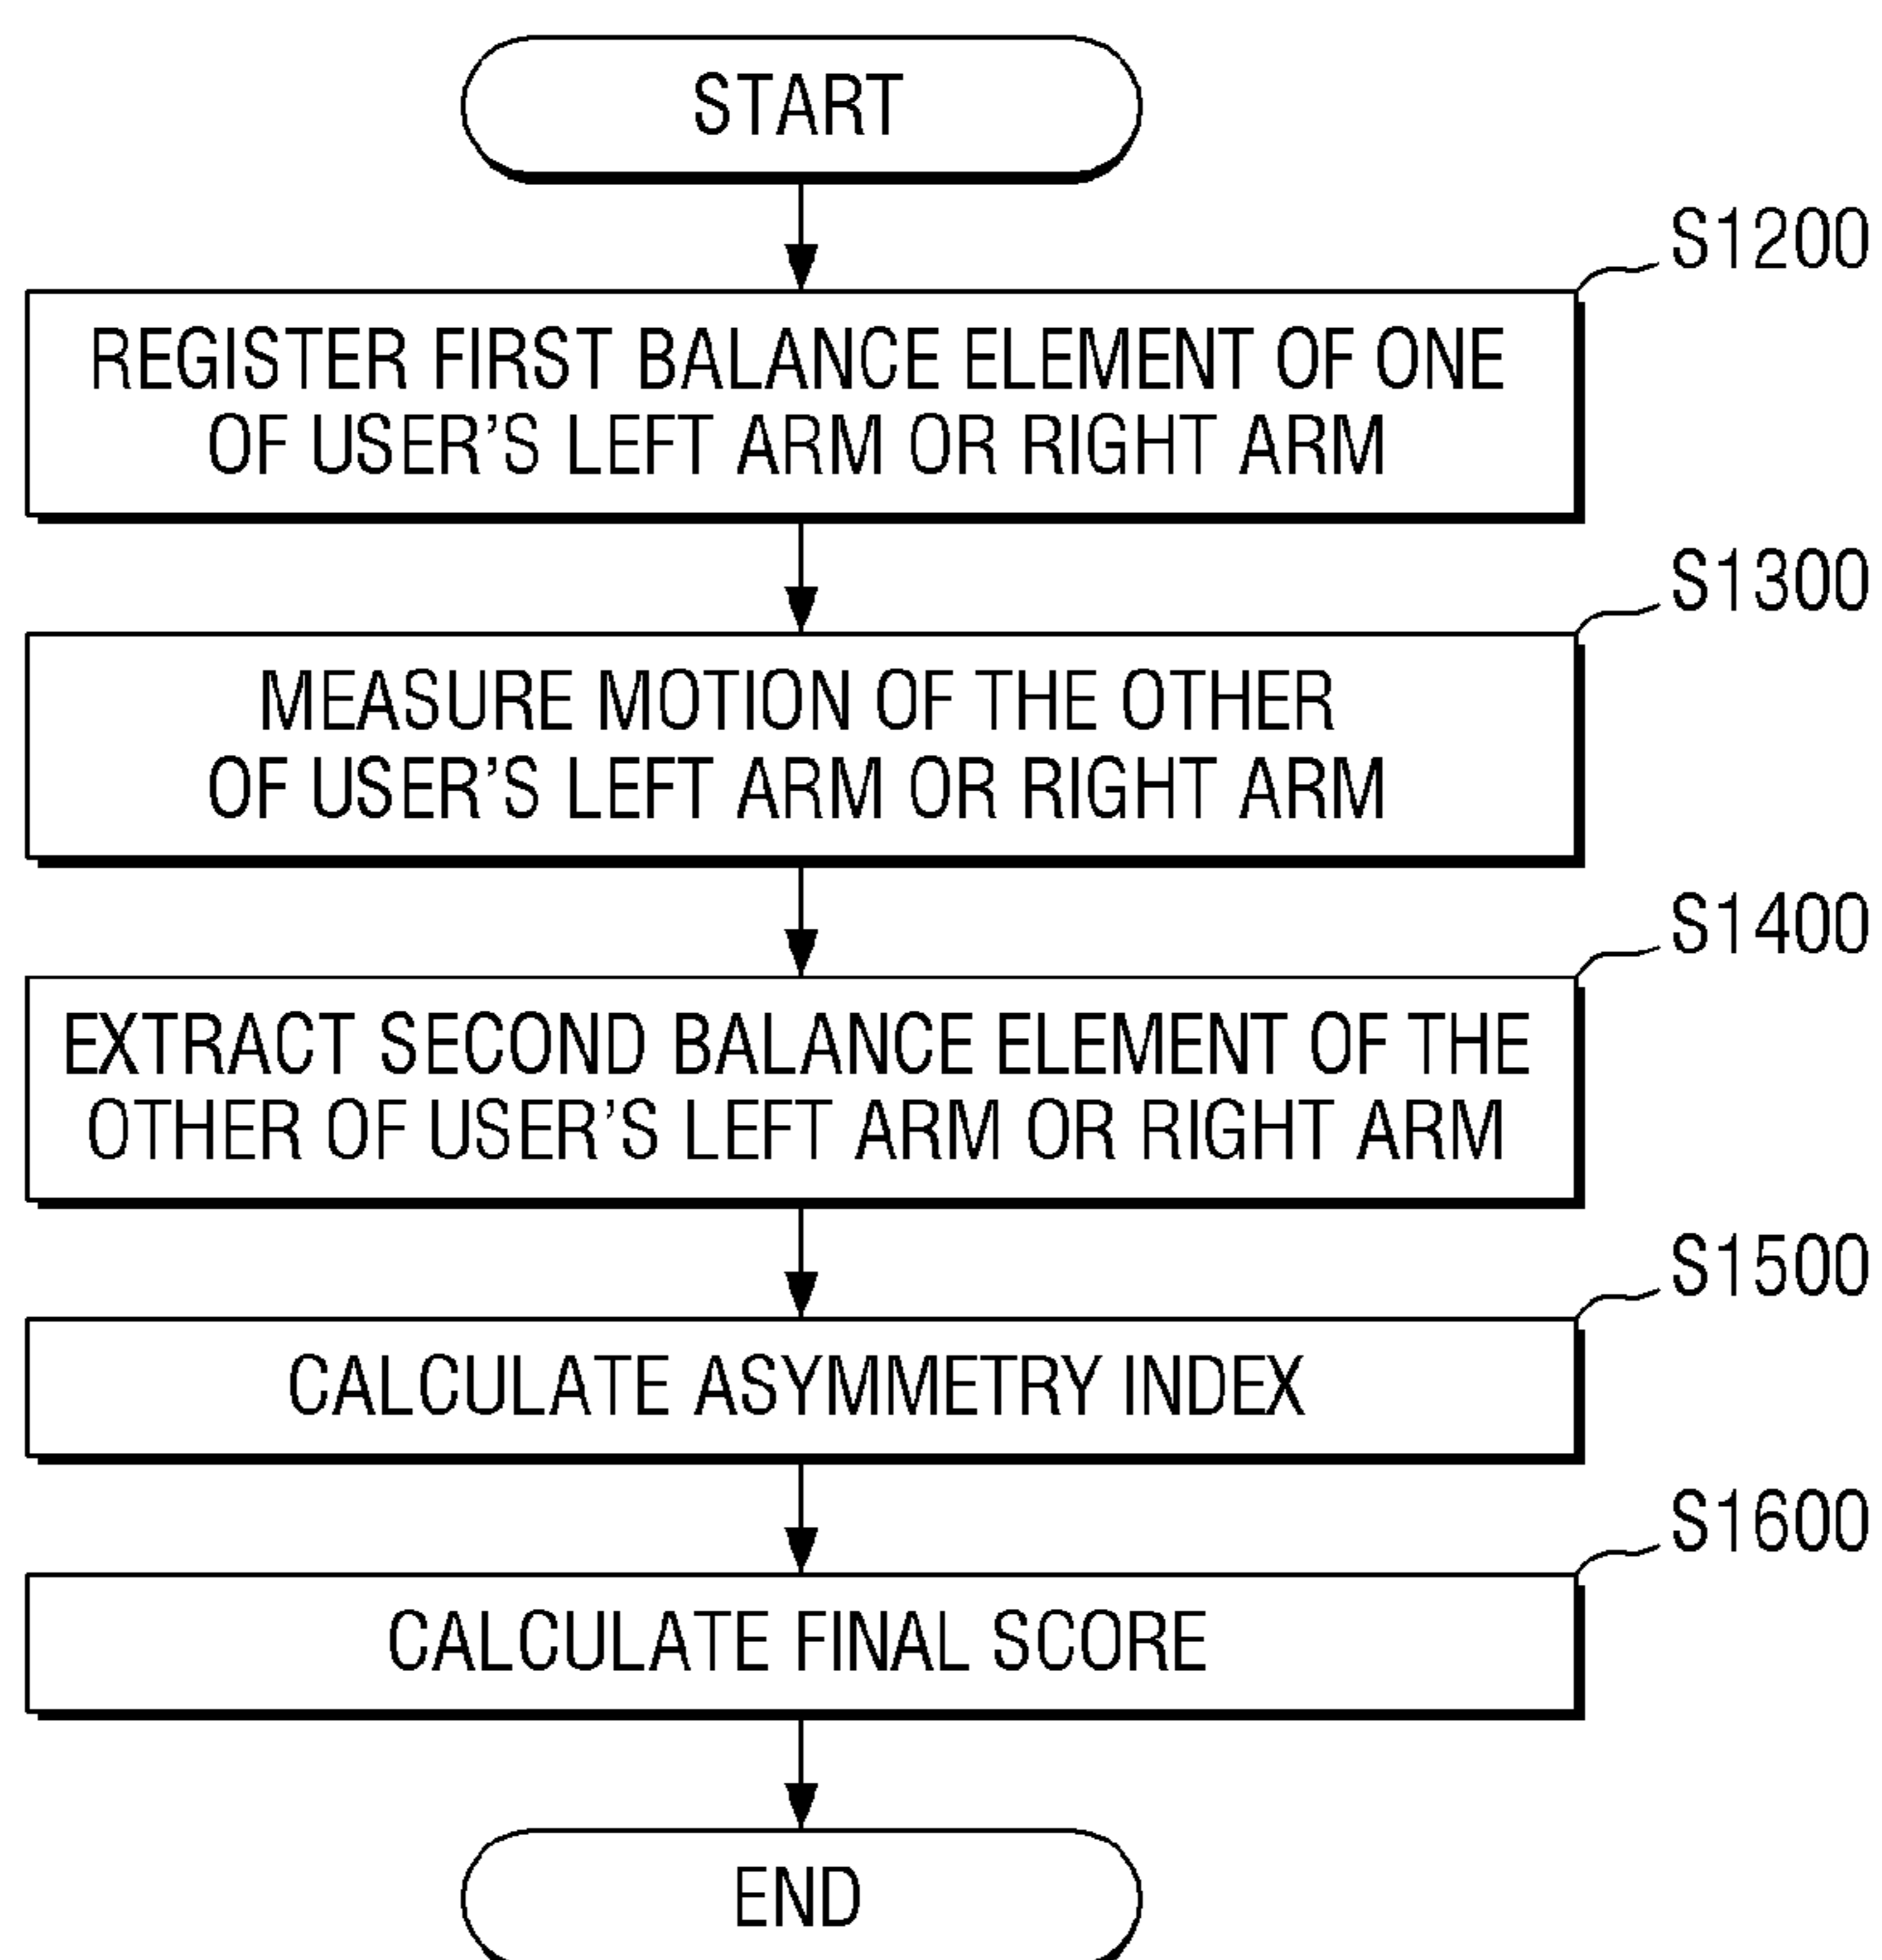 START
S1200
REGISTER FIRST BALANCE ELEMENT OF ONE
OF USER'S LEFT ARM OR RIGHT ARM
S1300
MEASURE MOTION OF THE OTHER
OF USER'S LEFT ARM OR RIGHT ARM
S1400
EXTRACT SECOND BALANCE ELEMENT OF THE
OTHER OF USER'S LEFT ARM OR RIGHT ARM
S1500
CALCULATE ASYMMETRY INDEX
S1600
CALCULATE FINAL SCORE
END